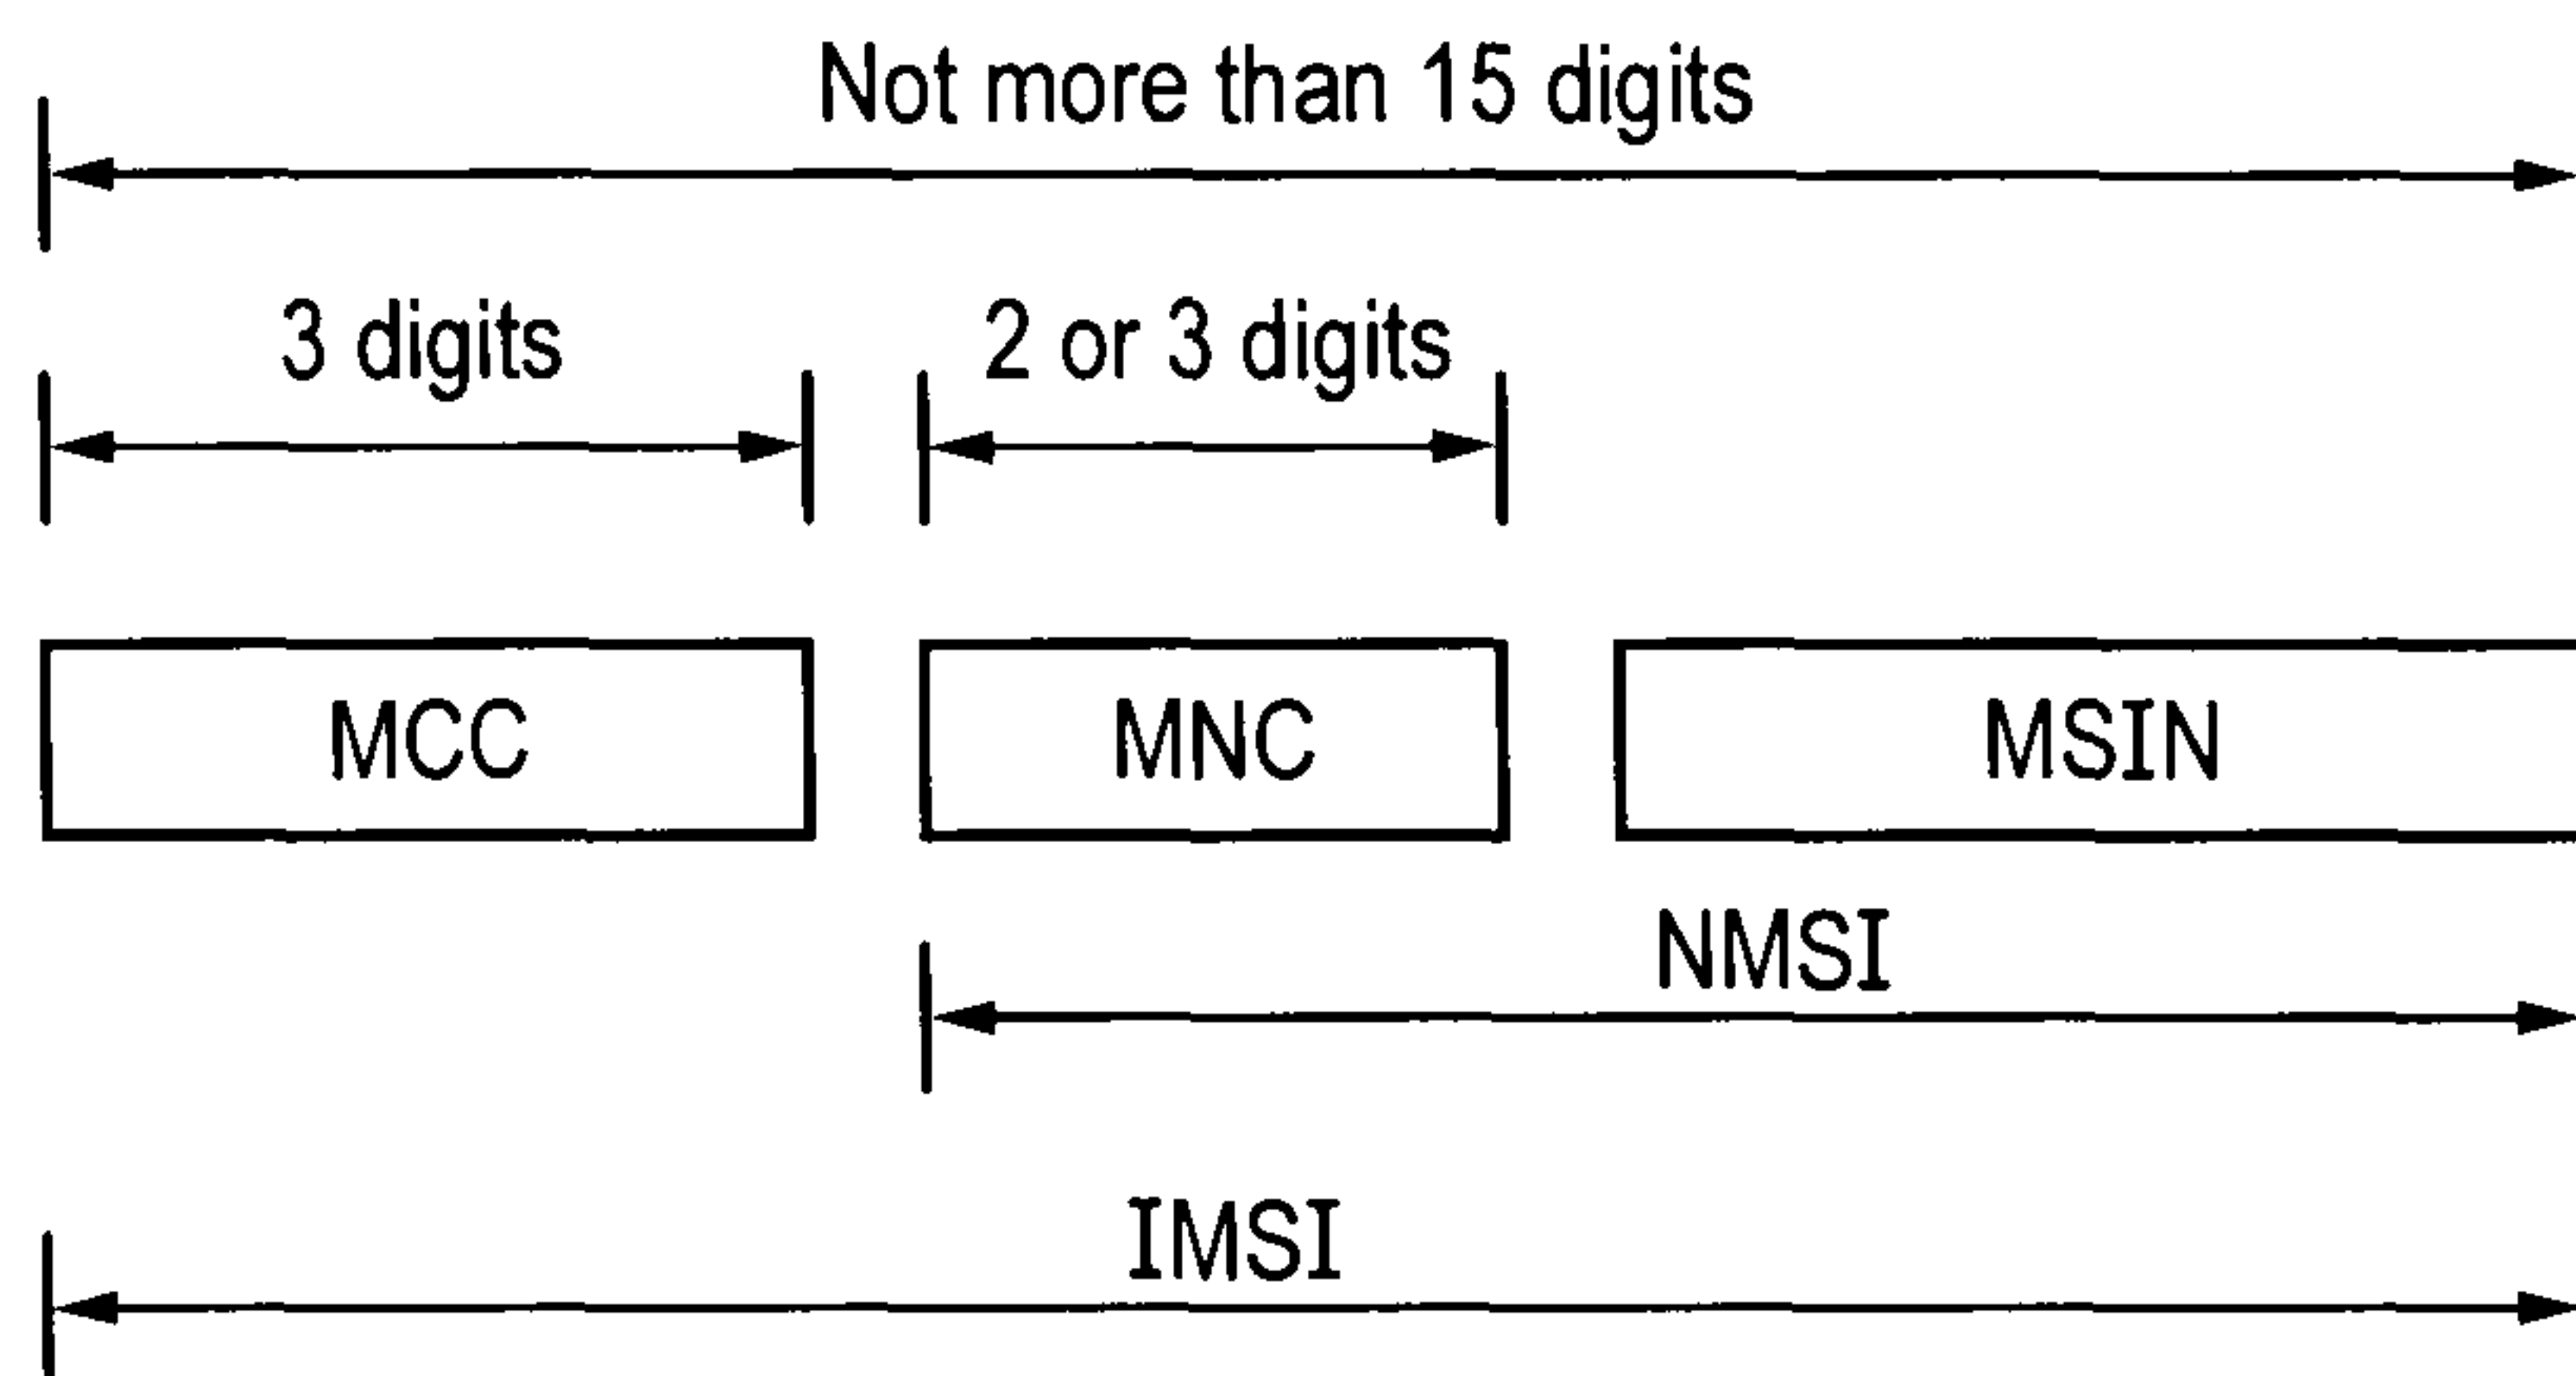 Not more than 15 digits
3 digits
2 or 3 digits
MCC
MNC
MSIN
NMSI
IMSI